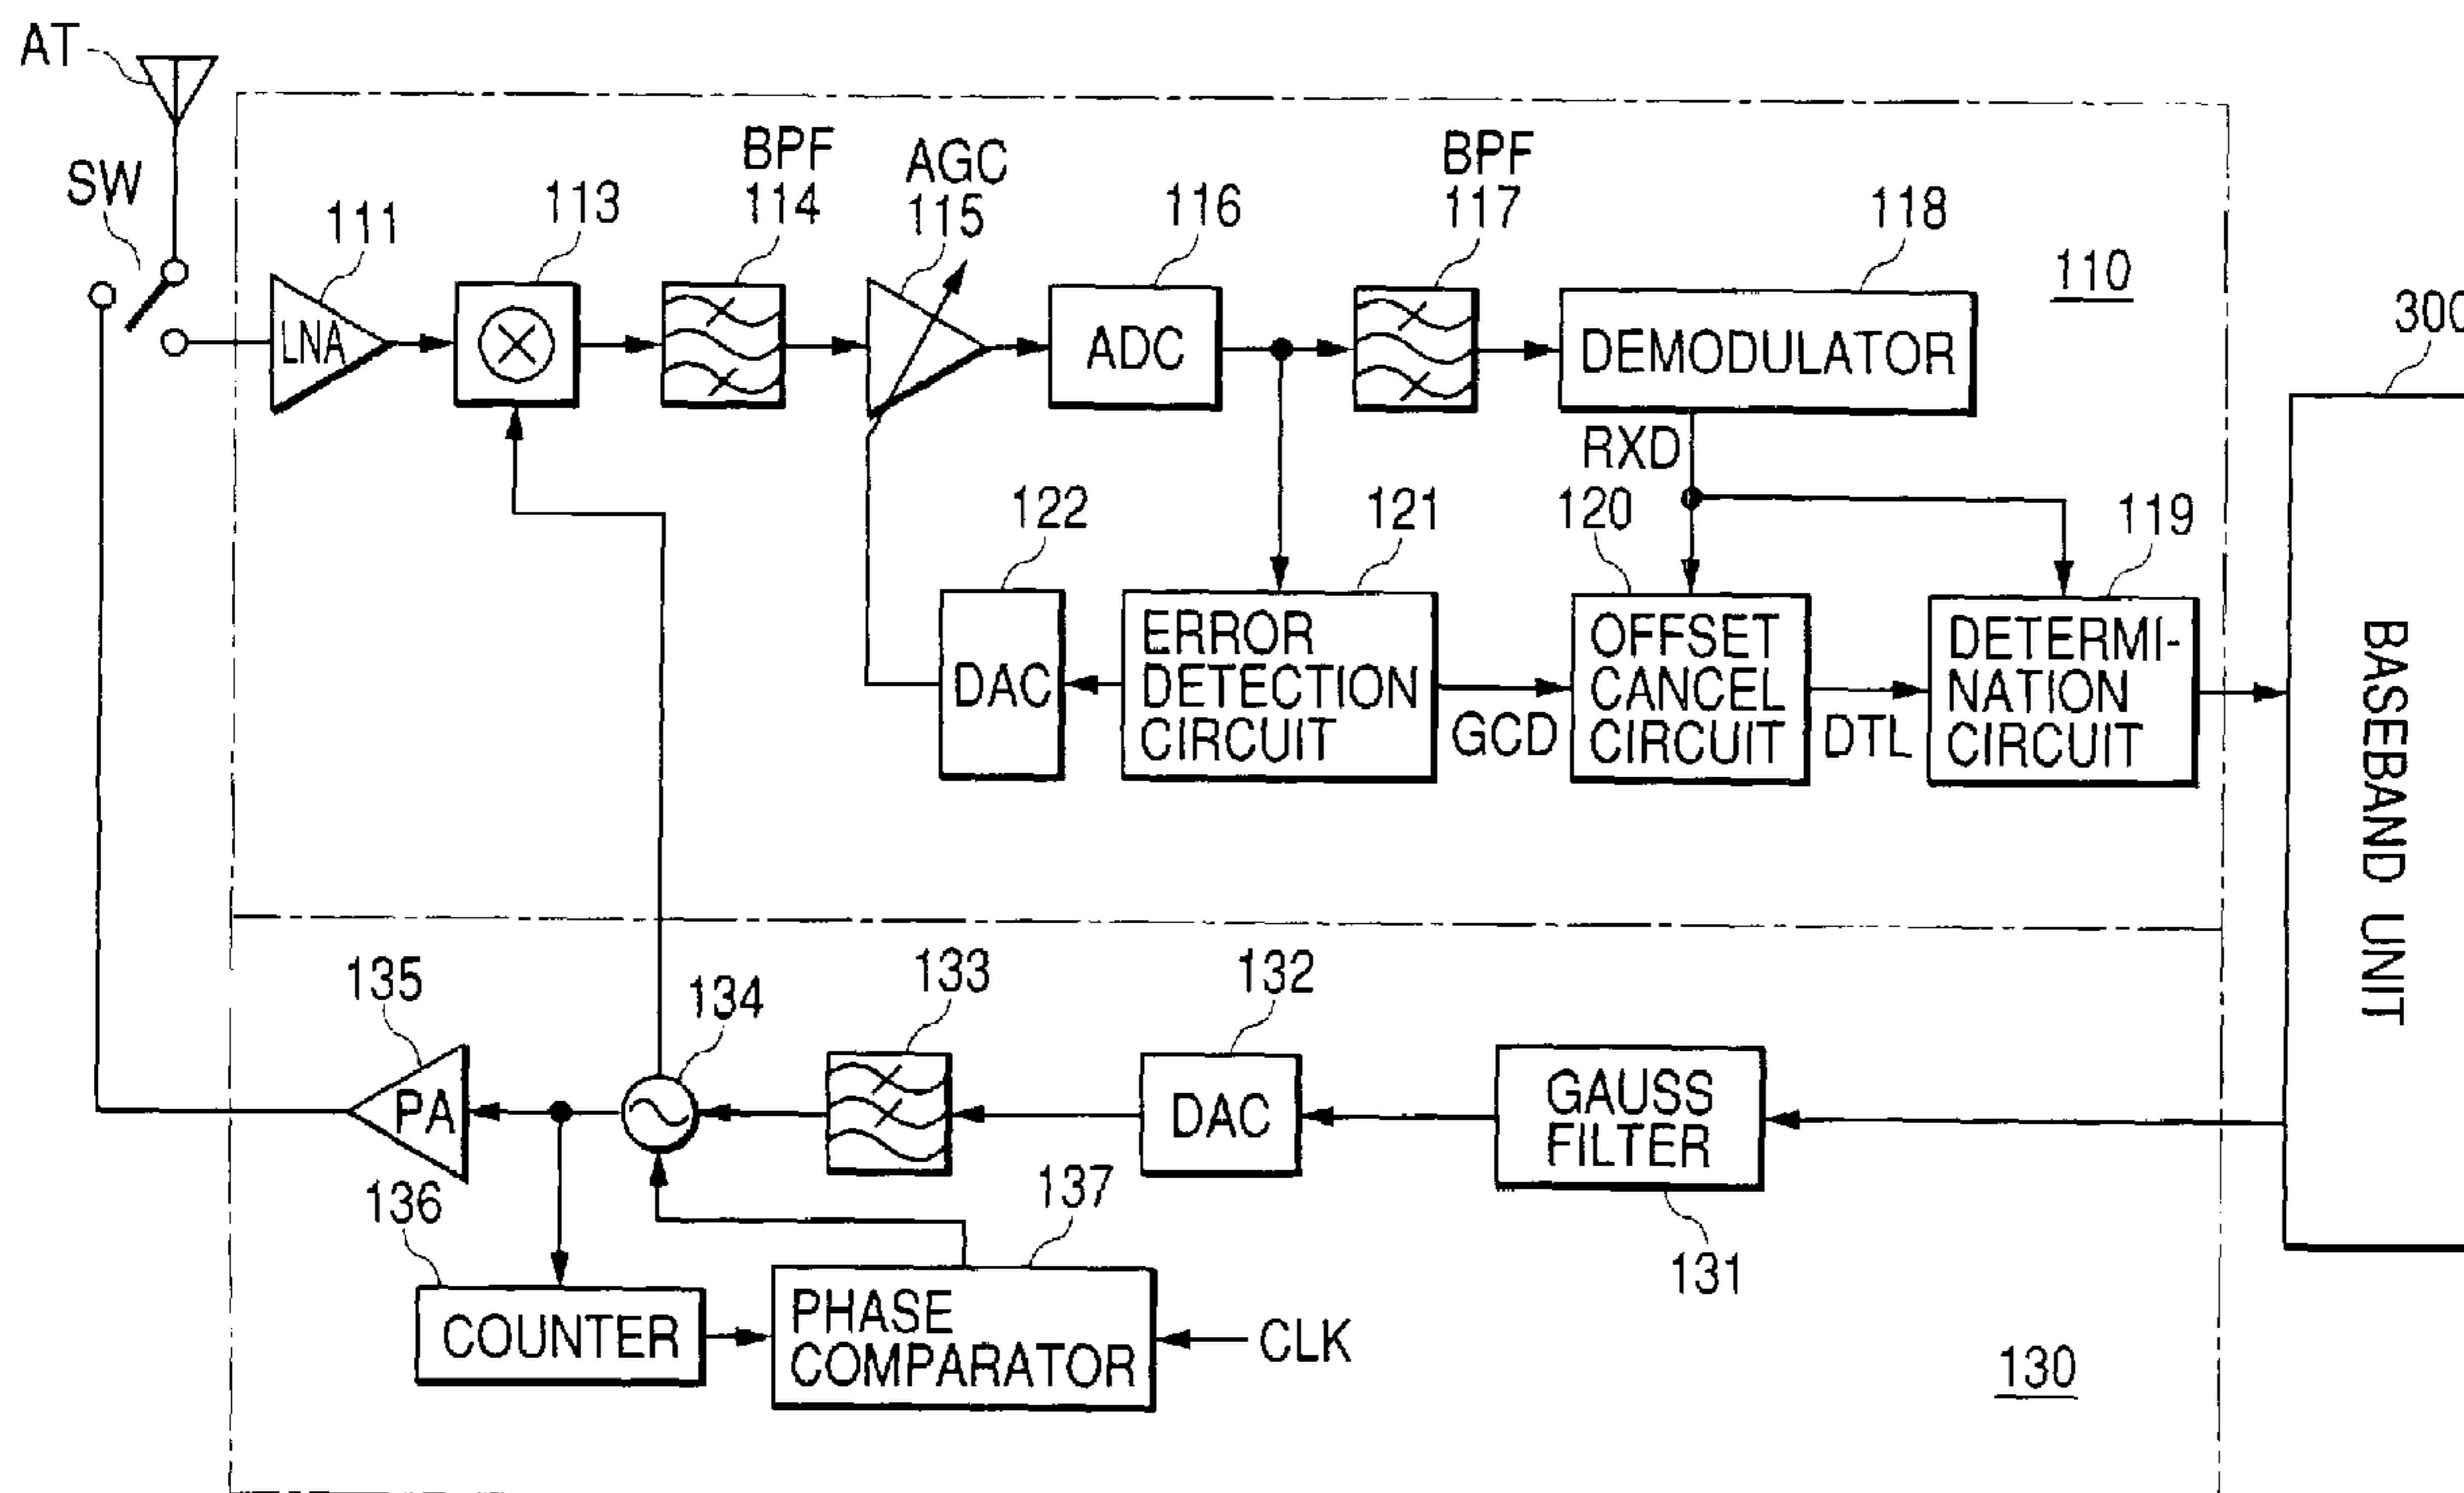 AT
SW
BPF
114
AGC
115
BPF
117
111
113
116
118
110
300
LNA
ADC
DEMODULATOR
RXD
122
121
120
119
DAC
ERROR
DETECTION
CIRCUIT
GCD
OFFSET
CANCEL
CIRCUIT
DTL
DETERMI-
NATION
CIRCUIT
BASEBAND UNIT
135
134
133
132
PA
DAC
GAUSS
FILTER
131
136
137
COUNTER
PHASE
COMPARATOR
CLK
130